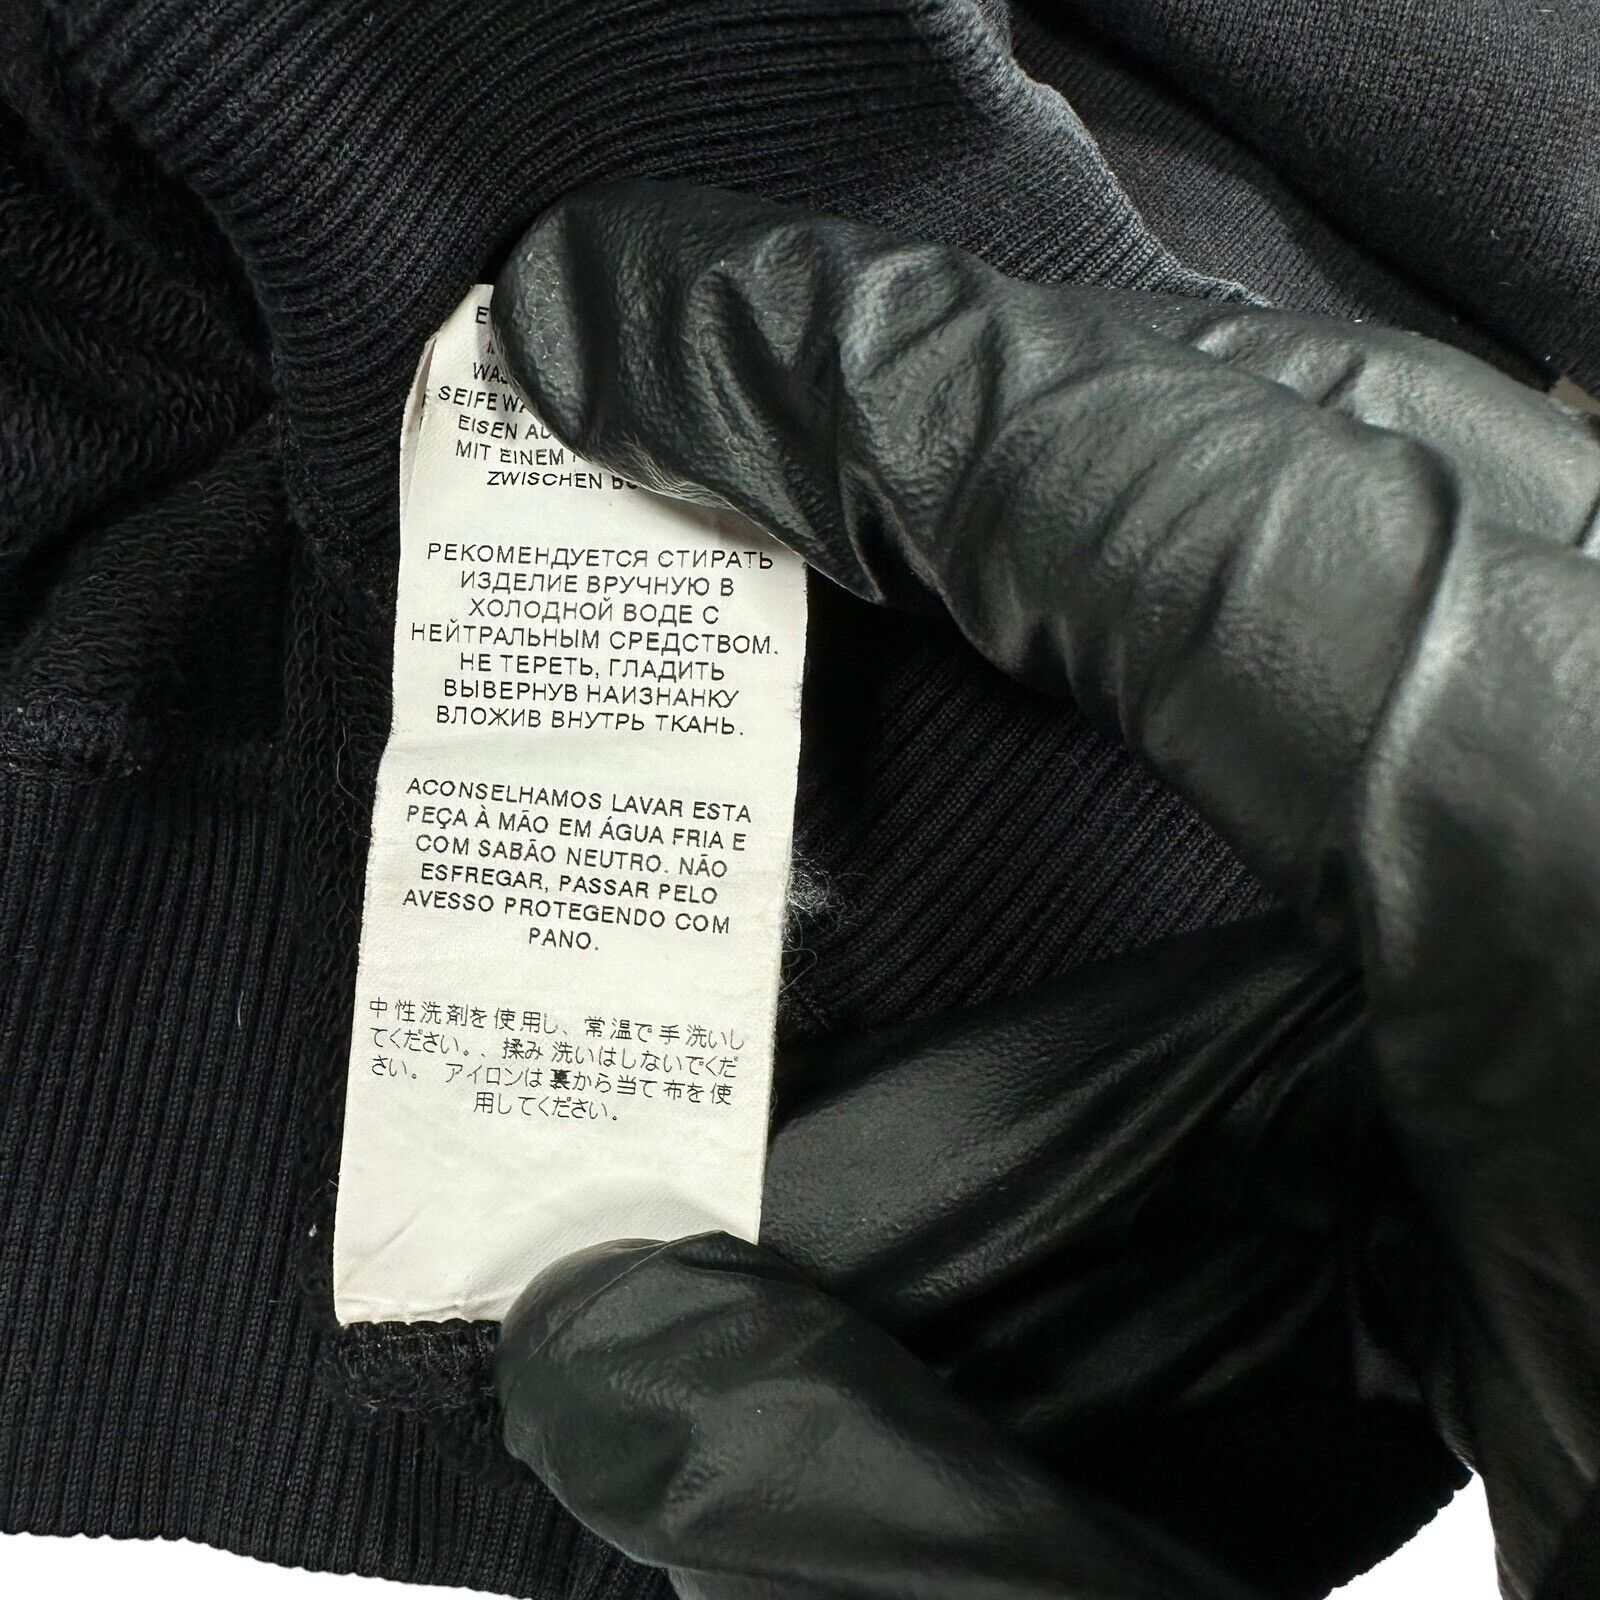 SEIFE
EISEN
MIT EINEM
ZWISCHEN
РЕКОМЕНДУЕТСЯ СТИРАТЬ
ИЗДЕЛИЕ ВРУЧНУЮ В
ХОЛОДНОЙ ВОДЕ С
НЕЙТРАЛЬНЫМ СРЕДСТВОМ.
НЕ ТЕРЕТЬ, ГЛАДИТЬ
ВЫВЕРНУВ НАИЗНАНКУ
ВЛОЖИВ ВНУТРЬ ТКАНЬ.
ACONSELHAMOS LAVAR ESTA
PEÇA À MÃO EM ÁGUA FRIA E
COM SABÃO NEUTRO. NÃO
ESFREGAR, PASSAR PELO
AVESSO PROTEGENDO COM
PANO.
中性洗剤を使用し、常温で手洗いし
てください。、揉み洗いはしないでくだ
さい。 アイロンは裏から当て布を使
用してください。